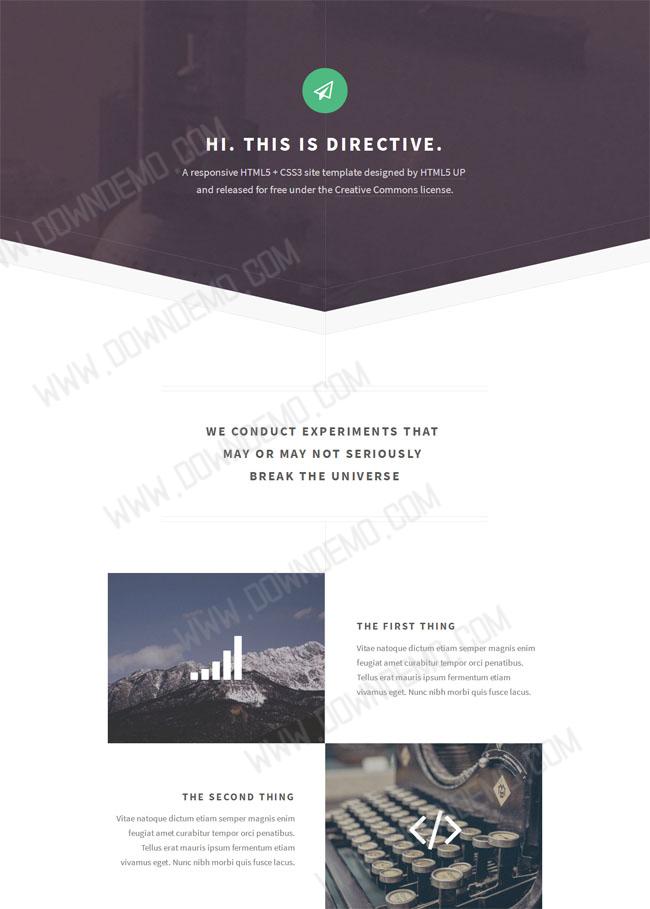 HI. THIS IS DIRECTIVE.
A responsive HTML5 + CSS3 site template designed by HTML5 UP
and released for free under the Creative Commons license.
WWW.DOWNDEMO.COM
WWW.DOWNDEMO.COM
WE CONDUCT EXPERIMENTS THAT
MAY OR MAY NOT SERIOUSLY
BREAK THE UNIVERSE
WWW.DOWNDEMO.COM
WWW.DOWNDEMO.COM
THE FIRST THING
Vitae natoque dictum etiam semper magnis enim
feugiat amet curabitur tempor orci penatibus.
Tellus erat mauris ipsum fermentum etiam
vivamus eget. Nunc nibh morbi quis fusce lacus.
WWW.DOWNDEMO.COM
THE SECOND THING
Vitae natoque dictum etiam semper magnis enim
feugiat amet curabitur tempor orci penatibus.
Tellus erat mauris ipsum fermentum etiam
vivamus eget. Nunc nibh morbi quis fusce lacus.
WWW.DOWNDEMO.COM